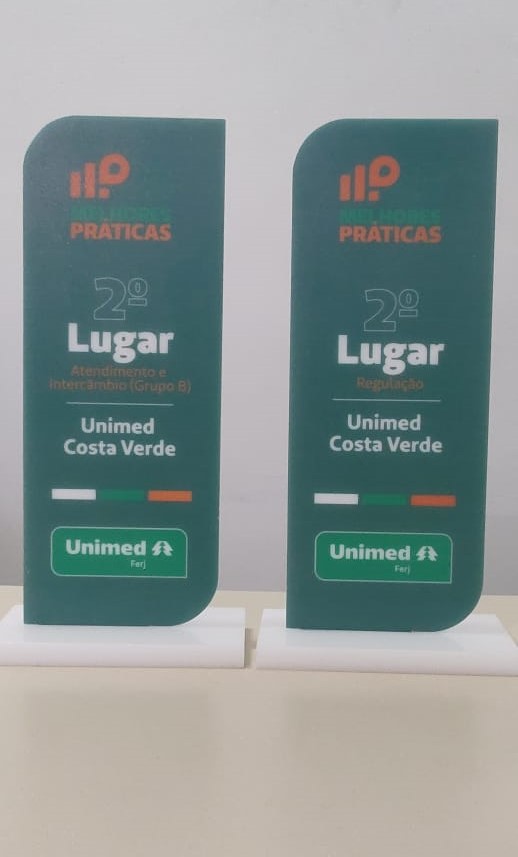 MELHORES
PRÁTICAS
2º
Lugar
Atendimento e
Intercâmbio (Grupo B)
Unimed
Costa Verde
Unimed
Ferj
MELHORES
PRÁTICAS
2º
Lugar
Regulação
Unimed
Costa Verde
Unimed
Ferj